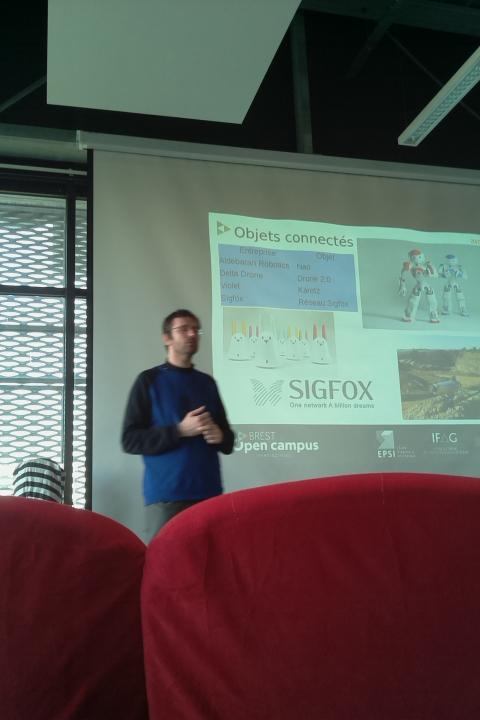 Objets connectés
Entreprise Objet
Aldebaran Robotics Nao
Delta Drone Drone 2.0
Violet Karotz
Sigfox Réseau Sigfox
SIGFOX
One network A billion dreams
BREST
Open campus
EPSI
IFAG